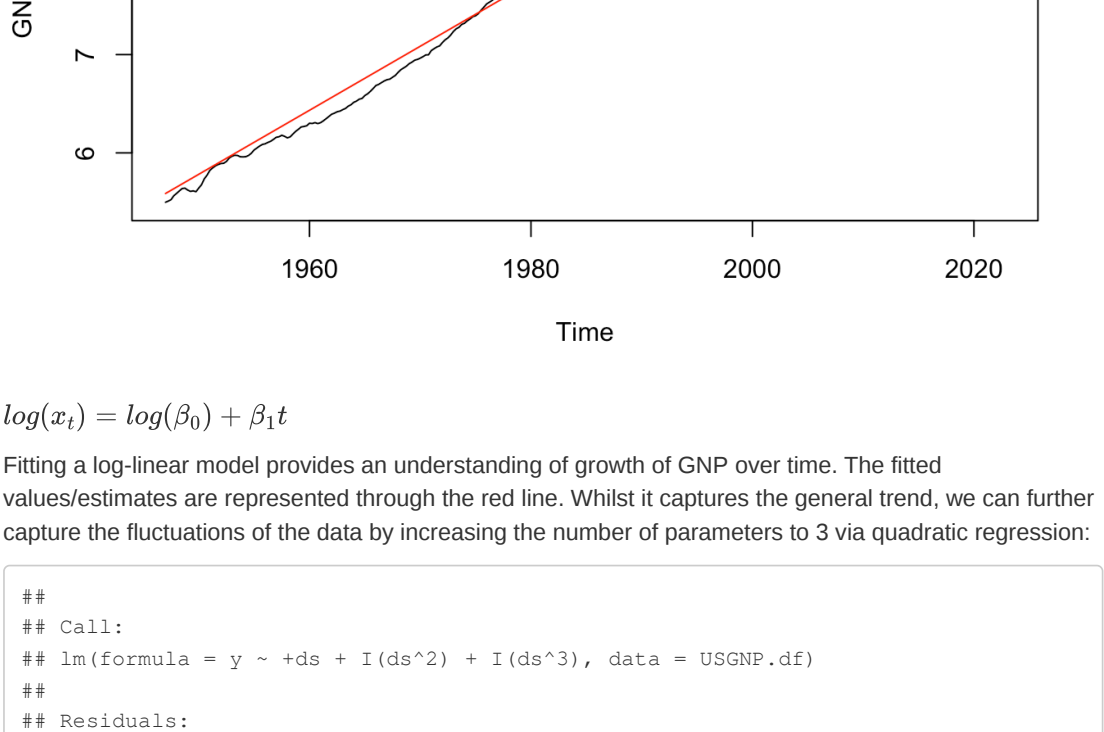 GN
7
6
1960 1980 2000 2020
Time
log(x_t) = log(β_0) + β_1t
Fitting a log-linear model provides an understanding of growth of GNP over time. The fitted
values/estimates are represented through the red line. Whilst it captures the general trend, we can further
capture the fluctuations of the data by increasing the number of parameters to 3 via quadratic regression:
##
## Call:
## lm(formula = y ~ +ds + I(ds^2) + I(ds^3), data = USGNP.df)
##
## Residuals: